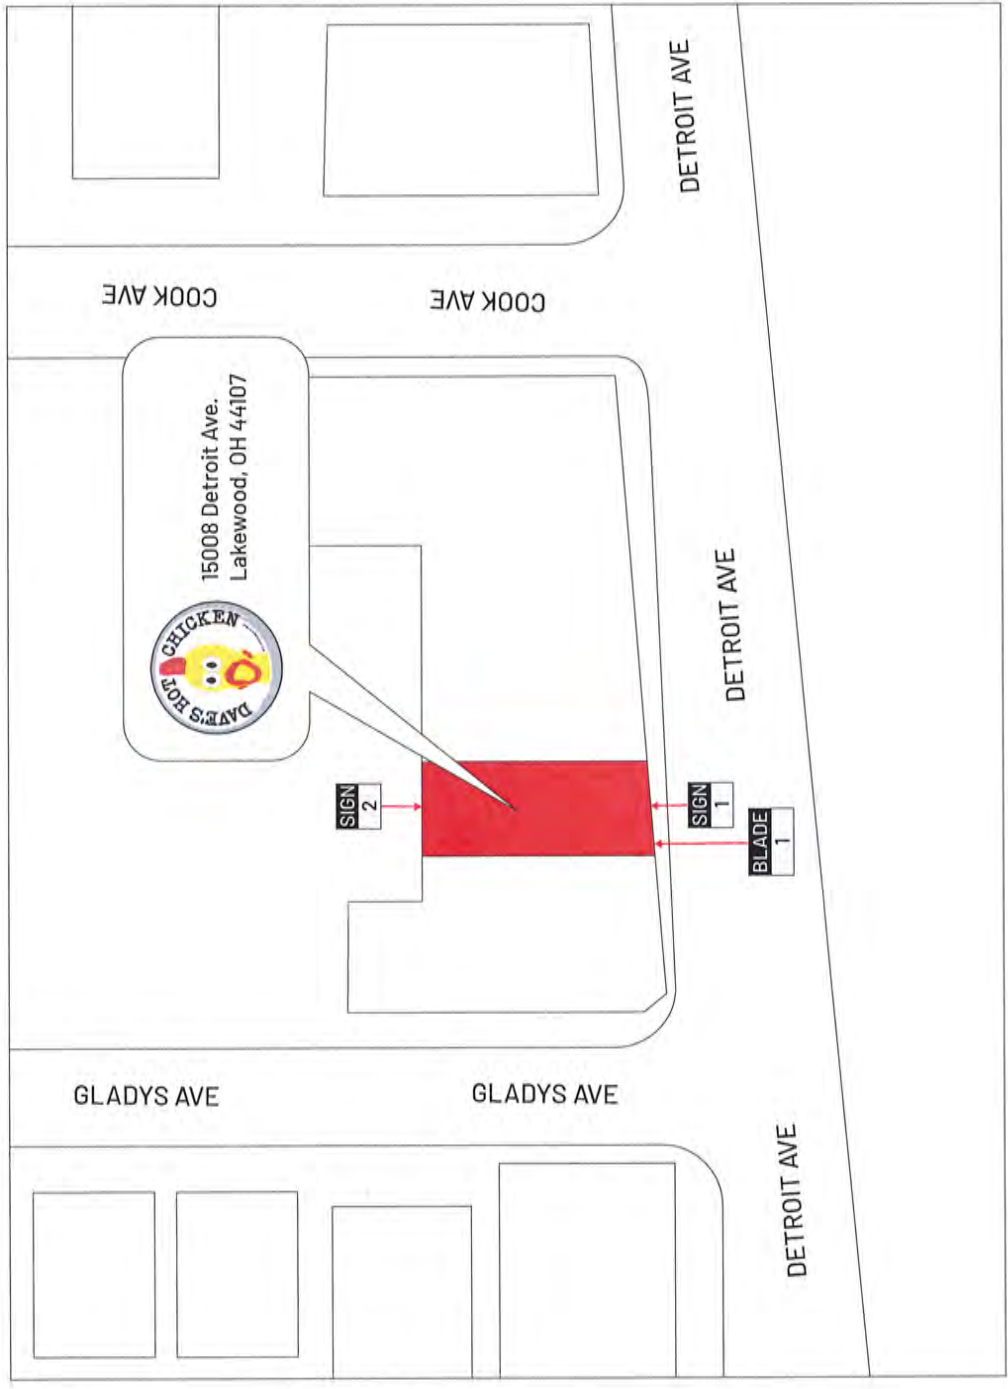 DETROIT AVE
COOK AVE
COOK AVE
15008 Detroit Ave.
Lakewood, OH 44107
DAVE'S HOT CHICKEN
DETROIT AVE
SIGN
2
SIGN
1
BLADE
1
GLADYS AVE
GLADYS AVE
DETROIT AVE